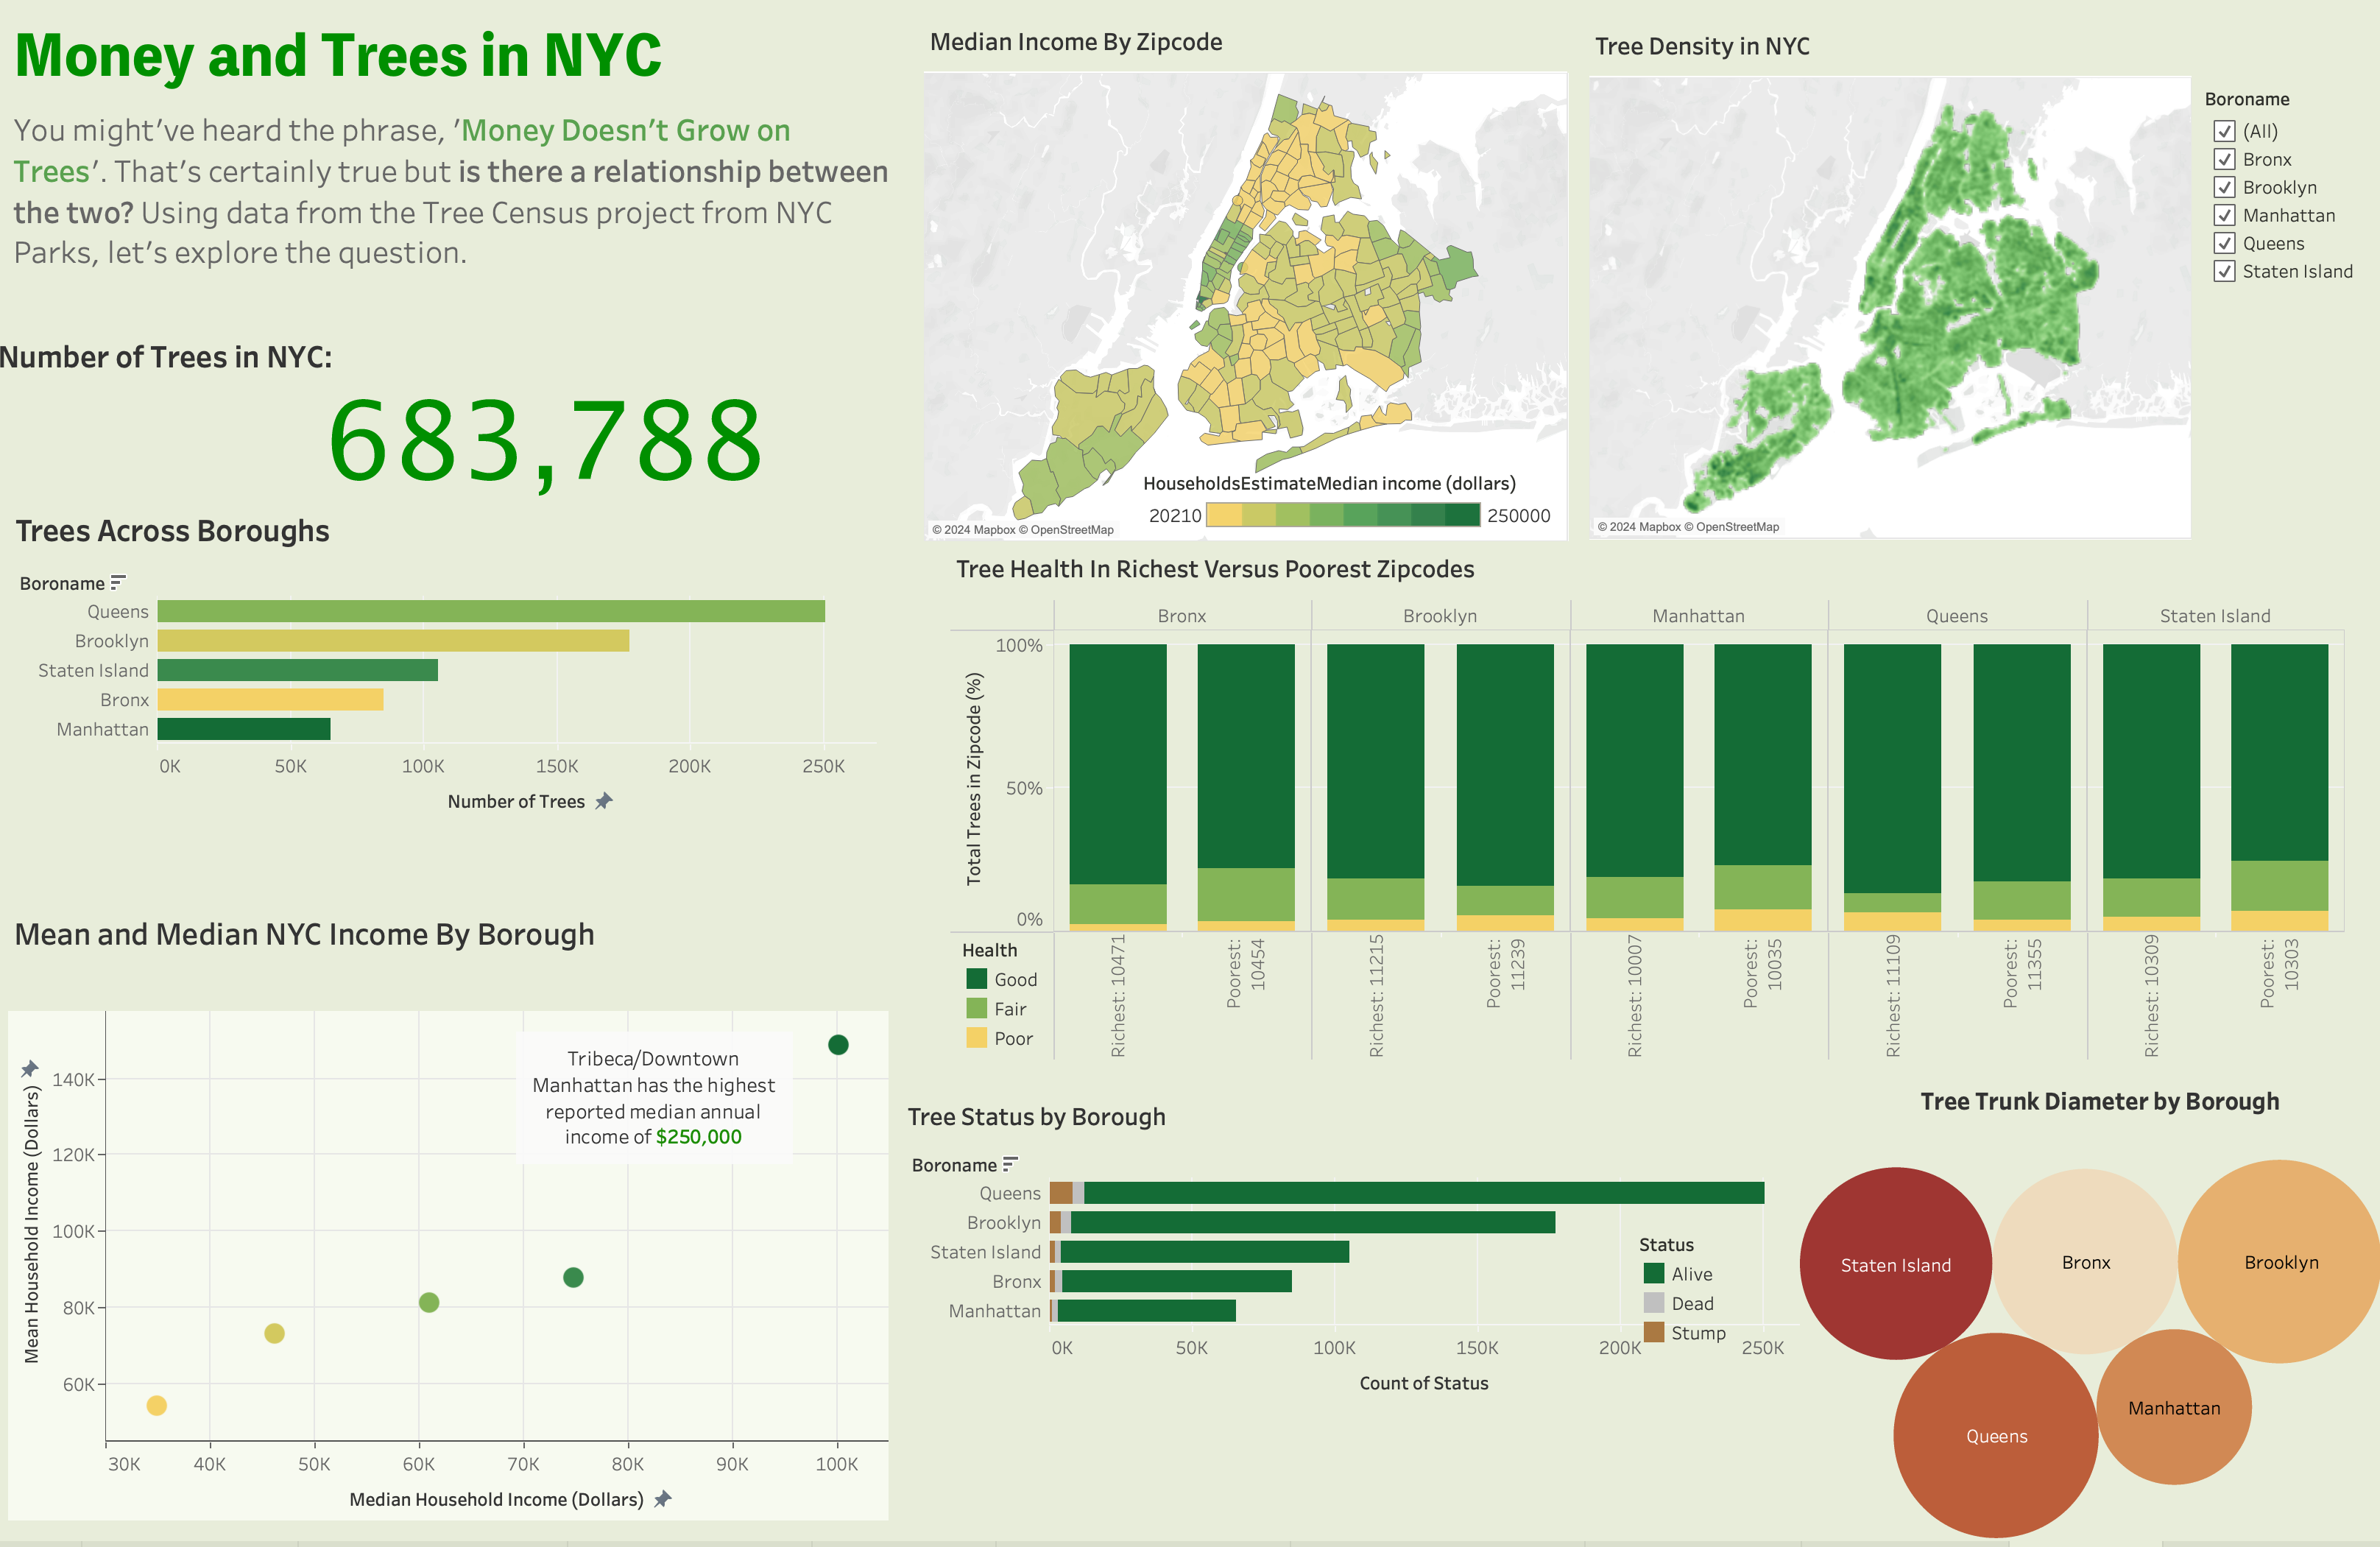 Money and Trees in NYC
You might've heard the phrase, 'Money Doesn't Grow on
Trees'. That's certainly true but is there a relationship between
the two? Using data from the Tree Census project from NYC
Parks, let's explore the question.
Number of Trees in NYC:
683,788
Trees Across Boroughs
Boroname
Queens
Brooklyn
Staten Island
Bronx
Manhattan
0K 50K 100K 150K 200K 250K
Number of Trees
Mean and Median NYC Income By Borough
Mean Household Income (Dollars)
140K
120K
100K
80K
60K
Tribeca/Downtown
Manhattan has the highest
reported median annual
income of $250,000
30K 40K 50K 60K 70K 80K 90K 100K
Median Household Income (Dollars)
Median Income By Zipcode
HouseholdsEstimateMedian income (dollars)
20210 250000
© 2024 Mapbox © OpenStreetMap
Tree Density in NYC
© 2024 Mapbox © OpenStreetMap
Boroname
(All)
Bronx
Brooklyn
Manhattan
Queens
Staten Island
Tree Health In Richest Versus Poorest Zipcodes
Bronx Brooklyn Manhattan Queens Staten Island
Total Trees in Zipcode (%)
100%
50%
0%
Richest: 10471
Poorest:
10454
Richest: 11215
Poorest:
11239
Richest: 10007
Poorest:
10035
Richest: 11109
Poorest:
11355
Richest: 10309
Poorest:
10303
Health
Good
Fair
Poor
Tree Status by Borough
Boroname
Queens
Brooklyn
Staten Island
Bronx
Manhattan
0K 50K 100K 150K 200K 250K
Count of Status
Status
Alive
Dead
Stump
Tree Trunk Diameter by Borough
Staten Island
Bronx
Brooklyn
Queens
Manhattan